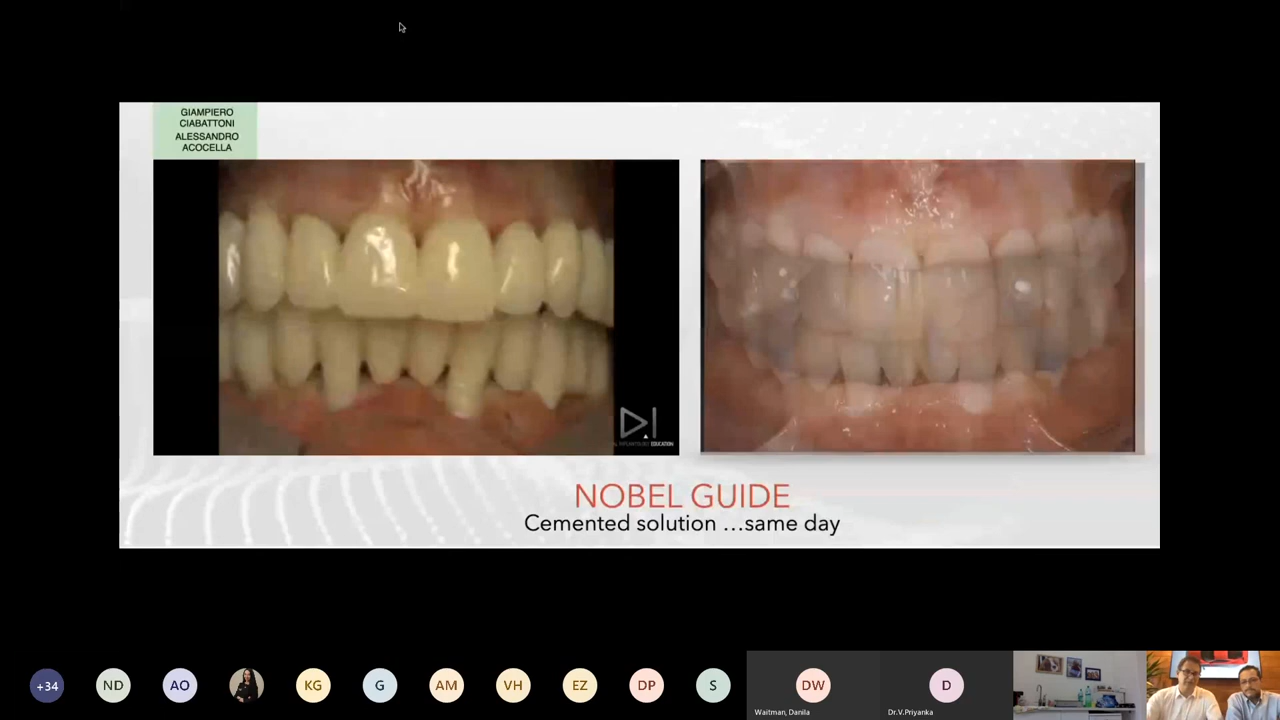 GIAMPIERO
CIABATTONI
ALESSANDRO
ACOCELLA
EDUCATION
NOBEL GUIDE
Cemented solution ...same day
+34
ND
AO
KG
G
AM
VH
EZ
DP
S
DW
Waitman, Danila
D
Dr.V.Priyanka